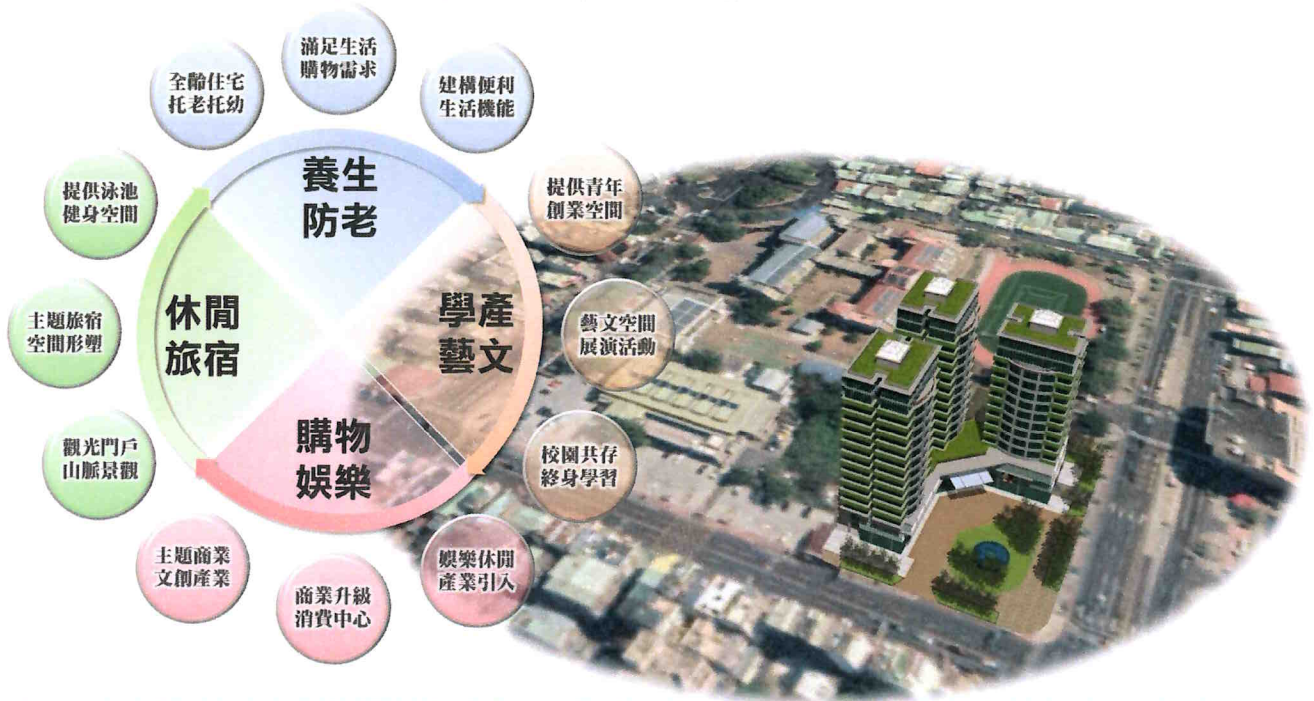 滿足生活
購物需求
全齡住宅
托老托幼
建構便利
生活機能
養生
防老
提供泳池
健身空間
提供青年
創業空間
休閒
旅宿
學產
藝文
主題旅宿
空間形塑
藝文空間
展演活動
購物
娛樂
觀光門戶
山脈景觀
校園共存
終身學習
主題商業
文創產業
商業升級
消費中心
娛樂休閒
產業引入